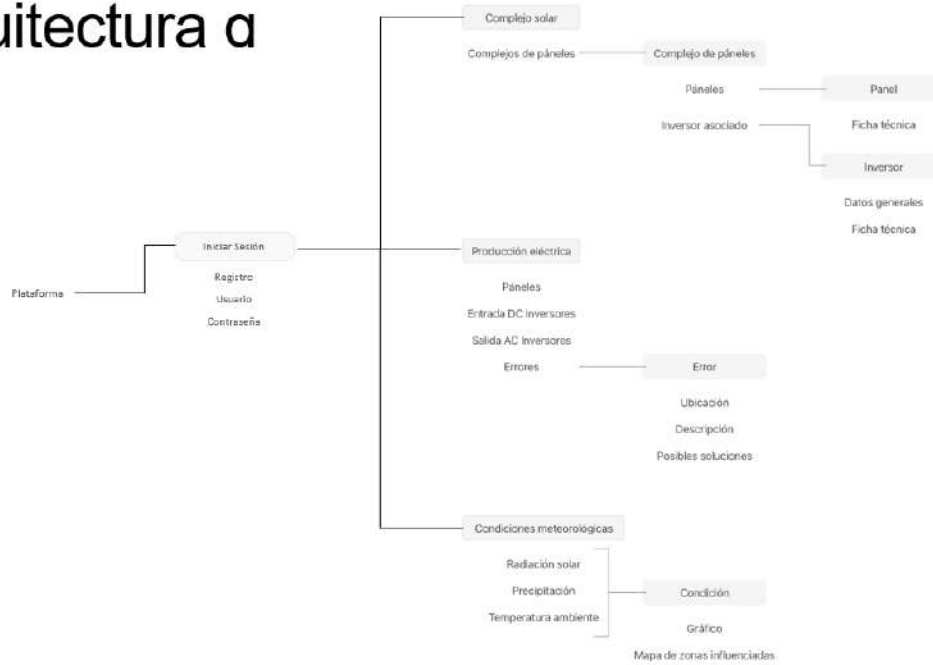 uitectura d
Complejo solar
Complejos de páneles
Complejo de páneles
Páneles
Panel
Inversor asociado
Ficha técnica
Inversor
Datos generales
Ficha técnica
Plataforma
Iniciar Sesión
Registro
Usuario
Contraseña
Producción eléctrica
Páneles
Entrada DC Inversores
Salida AC Inversores
Errores
Error
Ubicación
Descripción
Posibles soluciones
Condiciones meteorológicas
Radiación solar
Precipitación
Temperatura ambiente
Condición
Gráfico
Mapa de zonas influenciadas